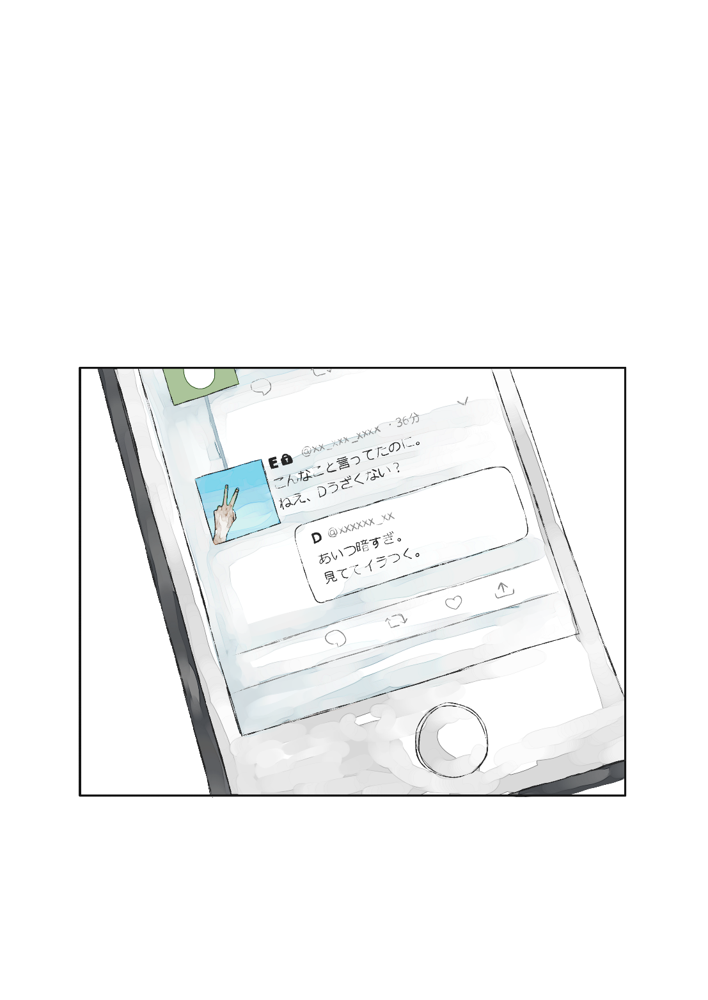 E @xx_xxx_xxxx ・36分
こんなこと言ってたのに。
ねえ、Dうざくない?
D @xxxxxx_xx
あいつ暗すぎ。
見ててイラつく。